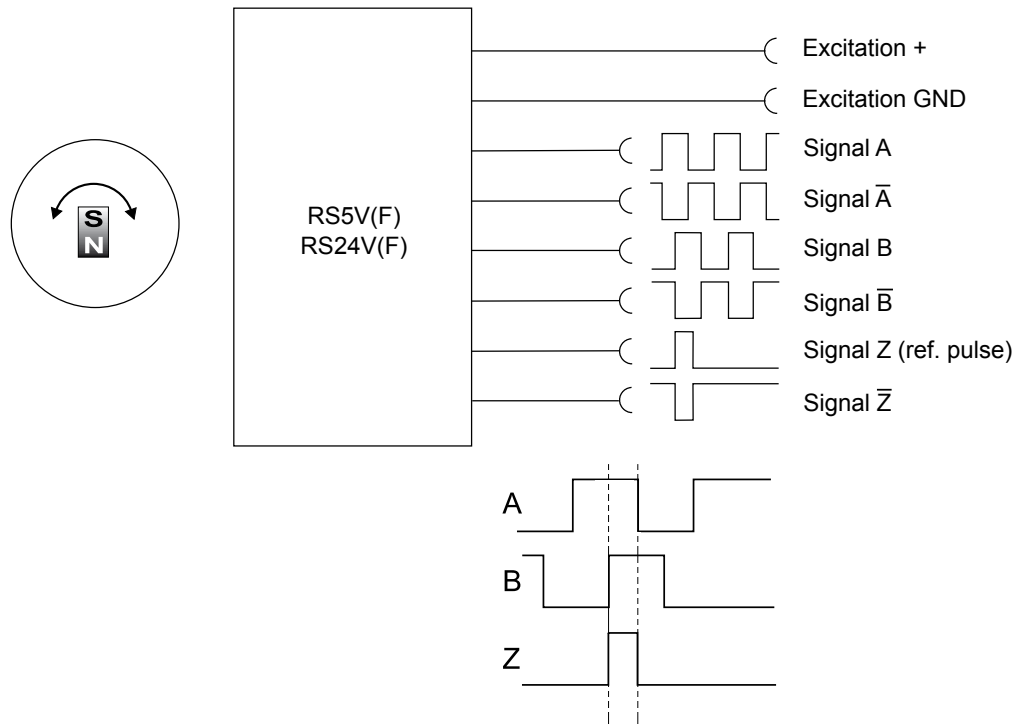 Excitation +
Excitation GND
Signal A
Signal A̅
Signal B
Signal B̅
Signal Z (ref. pulse)
Signal Z̅
S
N
RS5V(F)
RS24V(F)
A
B
Z